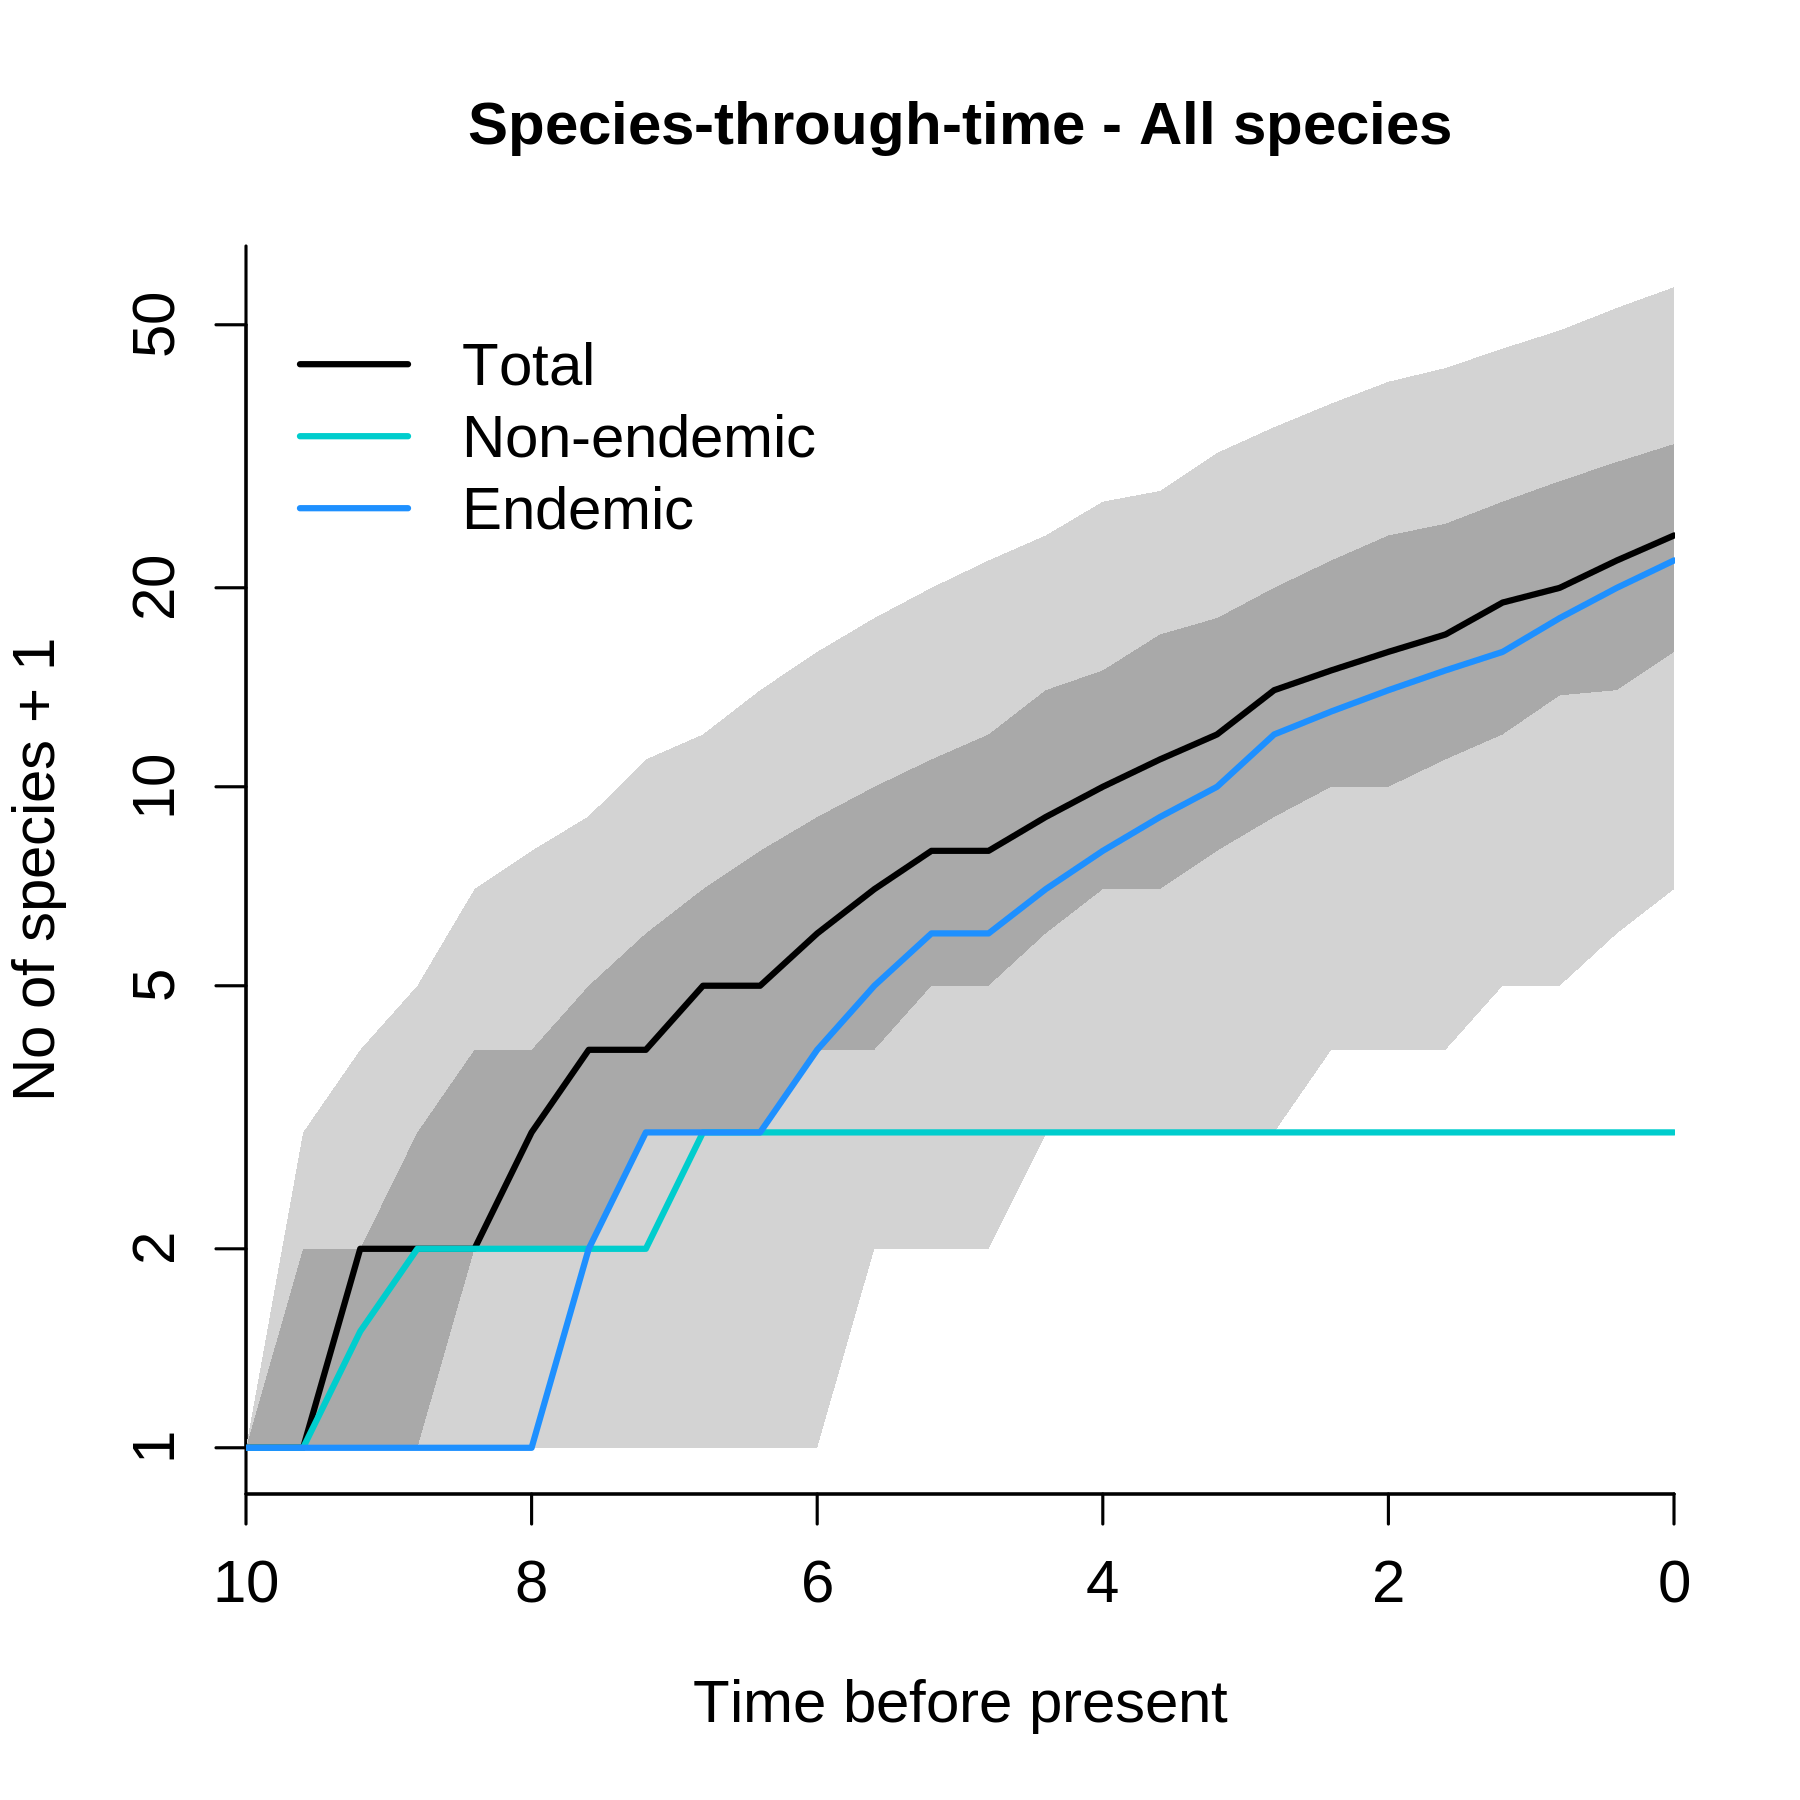 Species-through-time - All species
50
20
10
5
2
1
No of species + 1
Total
Non-endemic
Endemic
10 8 6 4 2 0
Time before present